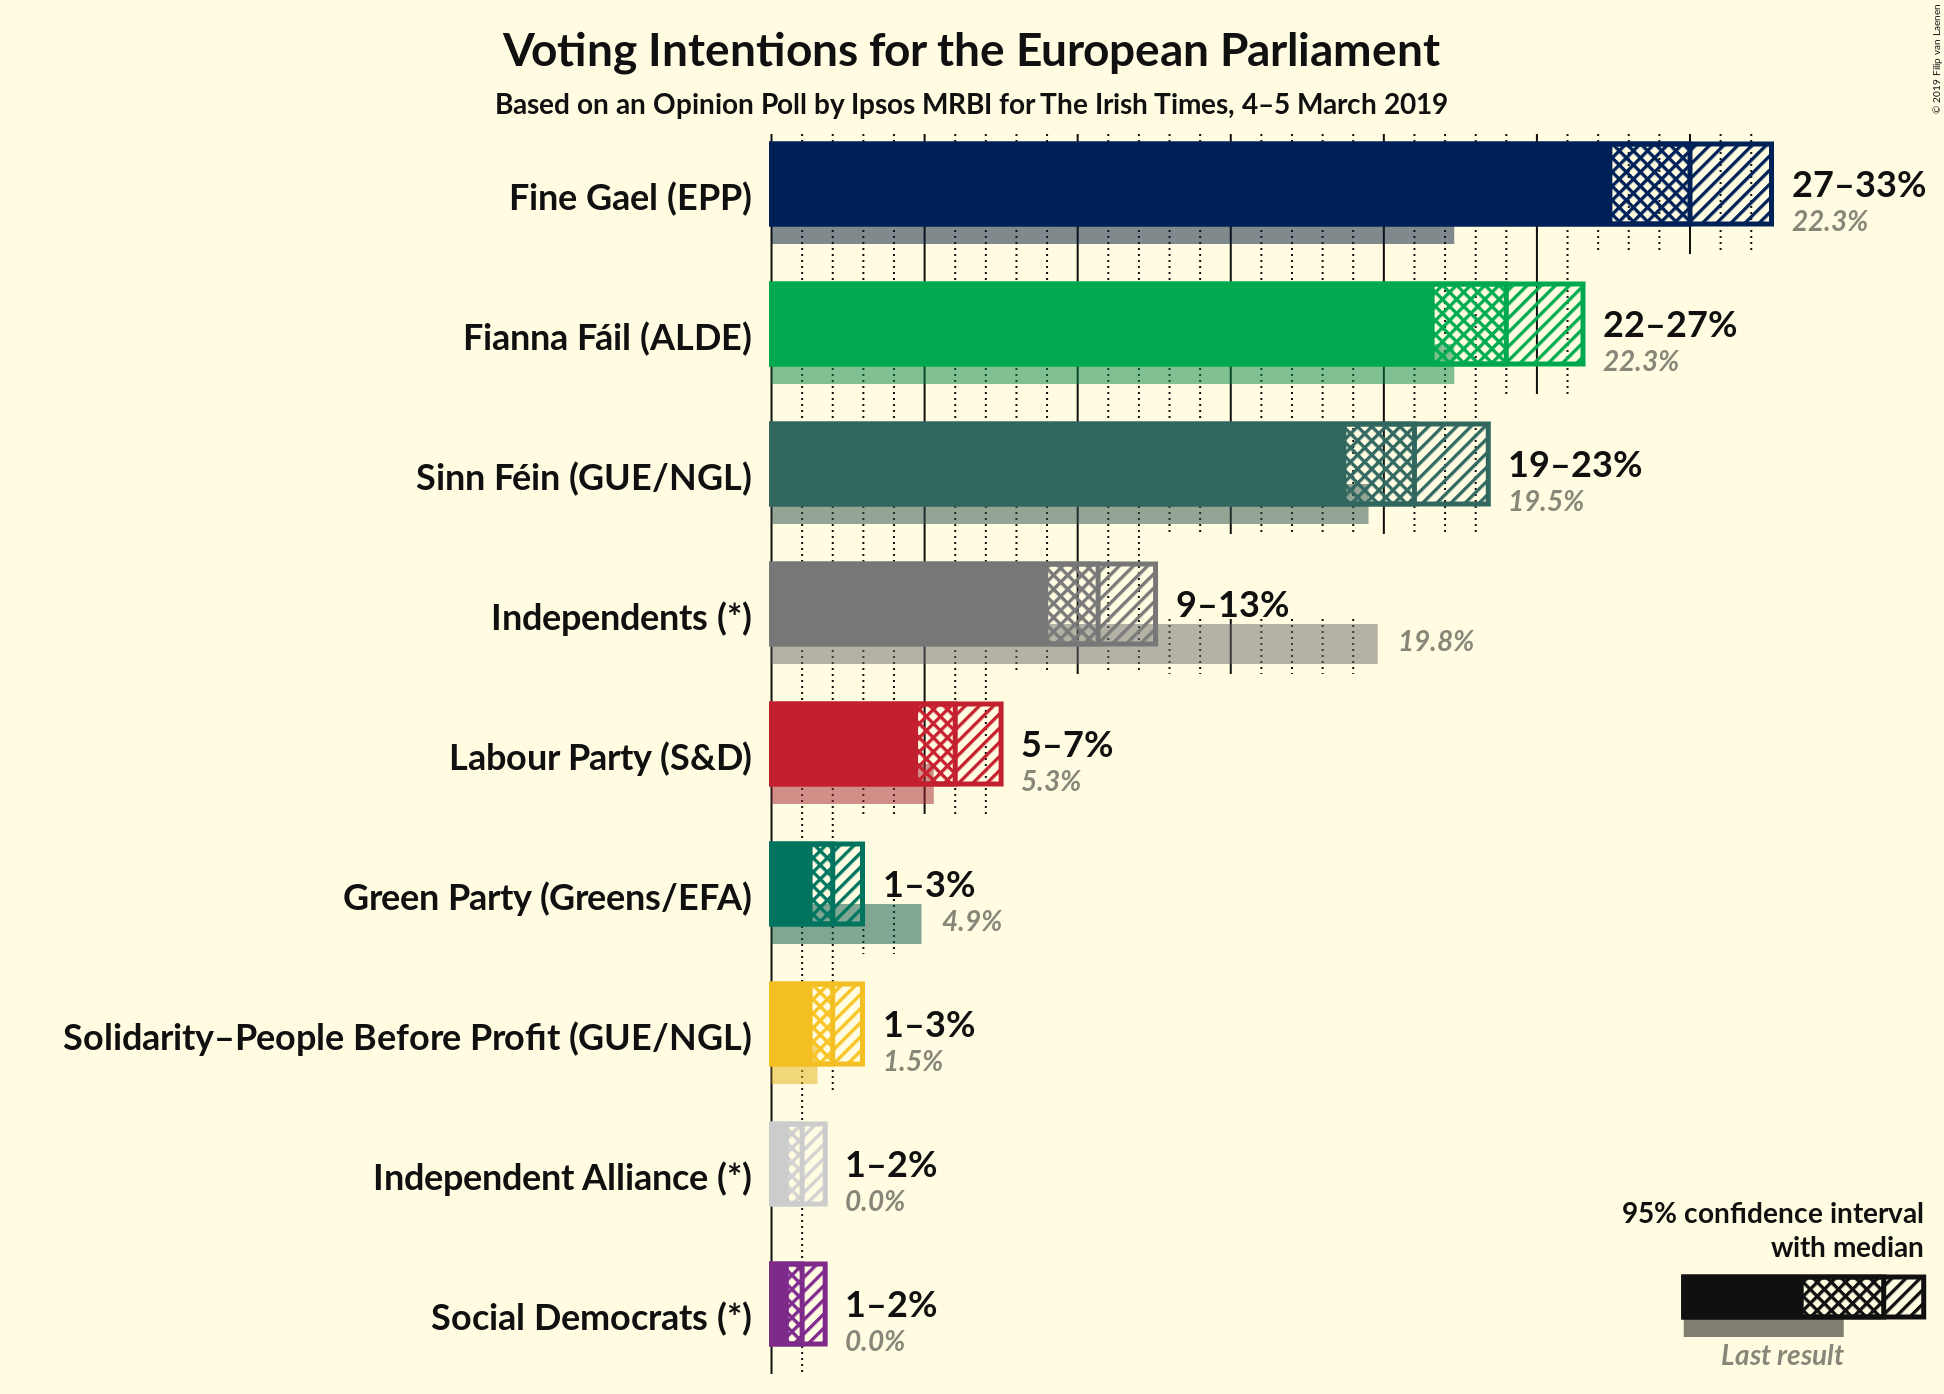 Voting Intentions for the European Parliament
Based on an Opinion Poll by Ipsos MRBI for The Irish Times, 4–5 March 2019
© 2019 Filip van Laenen
Fine Gael (EPP)
27–33%
22.3%
Fianna Fáil (ALDE)
22–27%
22.3%
Sinn Féin (GUE/NGL)
19–23%
19.5%
Independents (*)
9–13%
19.8%
Labour Party (S&D)
5–7%
5.3%
Green Party (Greens/EFA)
1–3%
4.9%
Solidarity–People Before Profit (GUE/NGL)
1–3%
1.5%
Independent Alliance (*)
1–2%
0.0%
Social Democrats (*)
1–2%
0.0%
95% confidence interval
with median
Last result